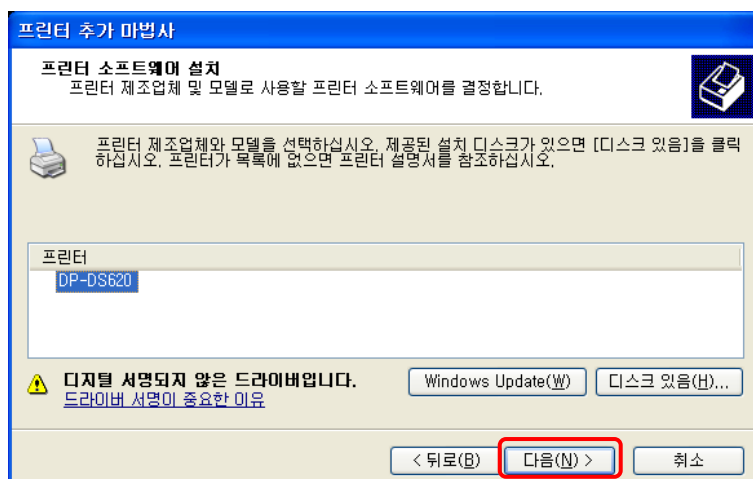 프린터 추가 마법사
프린터 소프트웨어 설치
프린터 제조업체 및 모델로 사용할 프린터 소프트웨어를 결정합니다.
프린터 제조업체와 모델을 선택하십시오. 제공된 설치 디스크가 있으면 [디스크 있음]을 클릭
하십시오. 프린터가 목록에 없으면 프린터 설명서를 참조하십시오.
프린터
DP-DS620
디지털 서명되지 않은 드라이버입니다.
드라이버 서명이 중요한 이유
Windows Update(W)
디스크 있음(H)...
< 뒤로(B)
다음(N) >
취소